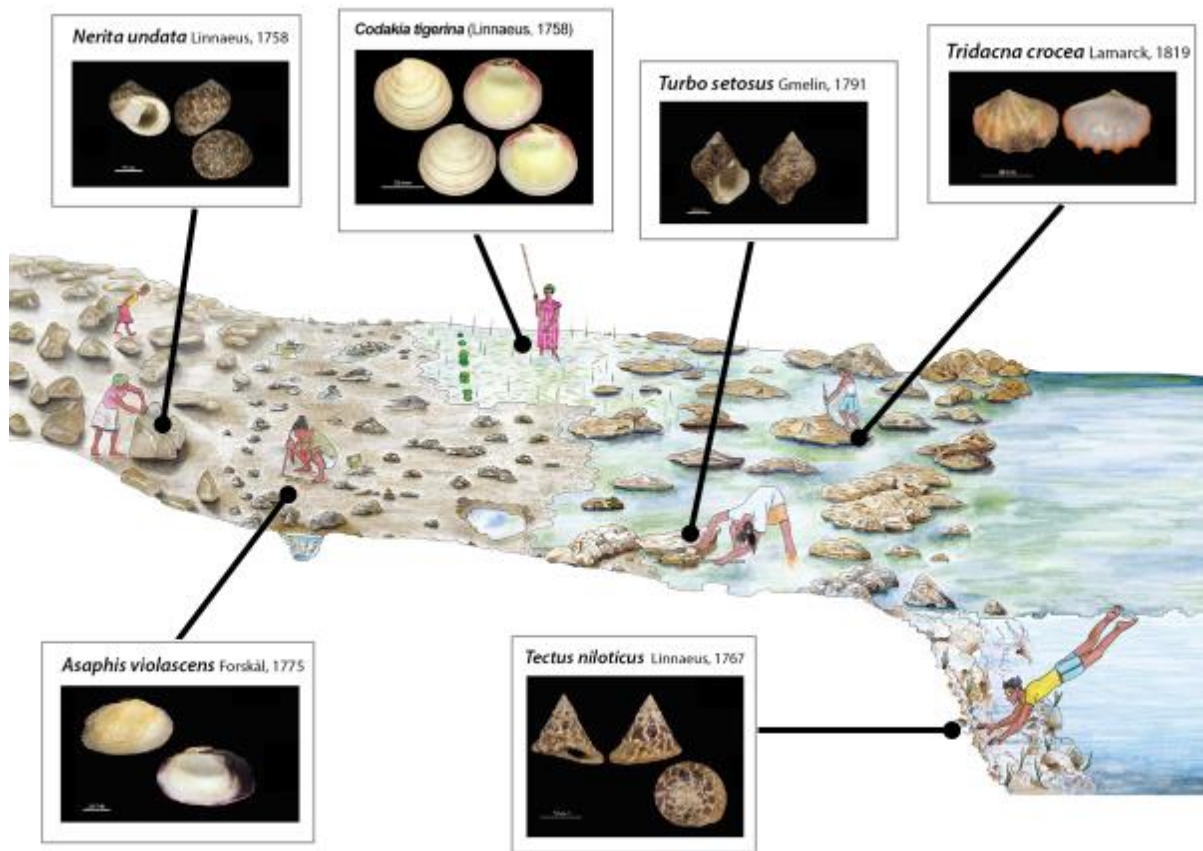 Nerita undata Linnaeus, 1758
Codakia tigerina (Linnaeus, 1758)
Turbo setosus Gmelin, 1791
Tridacna crocea Lamarck, 1819
Asaphis violascens Forskål, 1775
Tectus niloticus Linnaeus, 1767